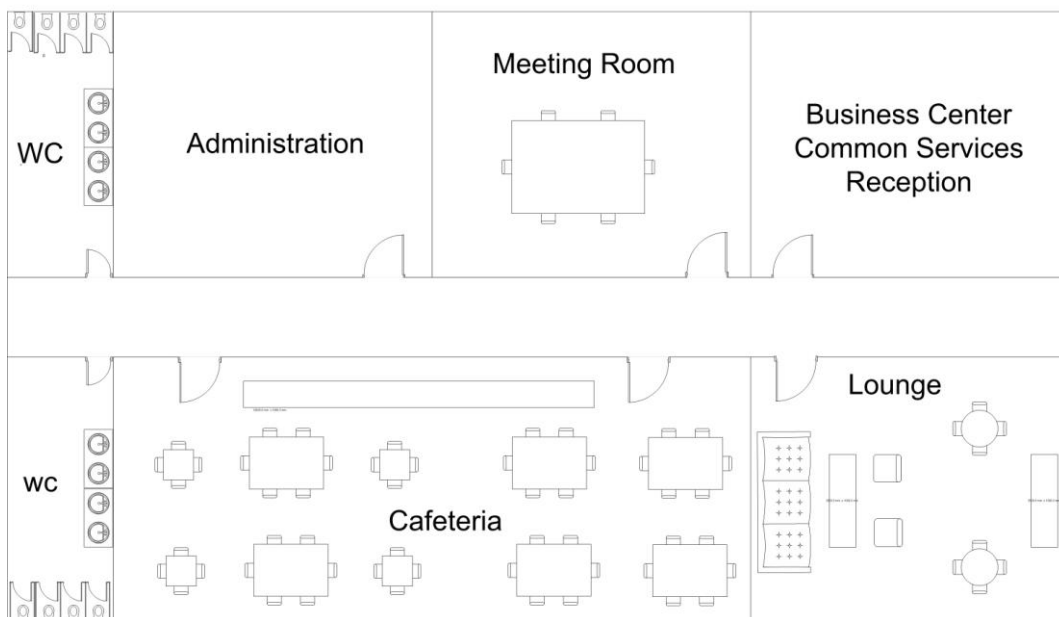 Meeting Room
Administration
WC
Business Center
Common Services
Reception
Lounge
wc
Cafeteria